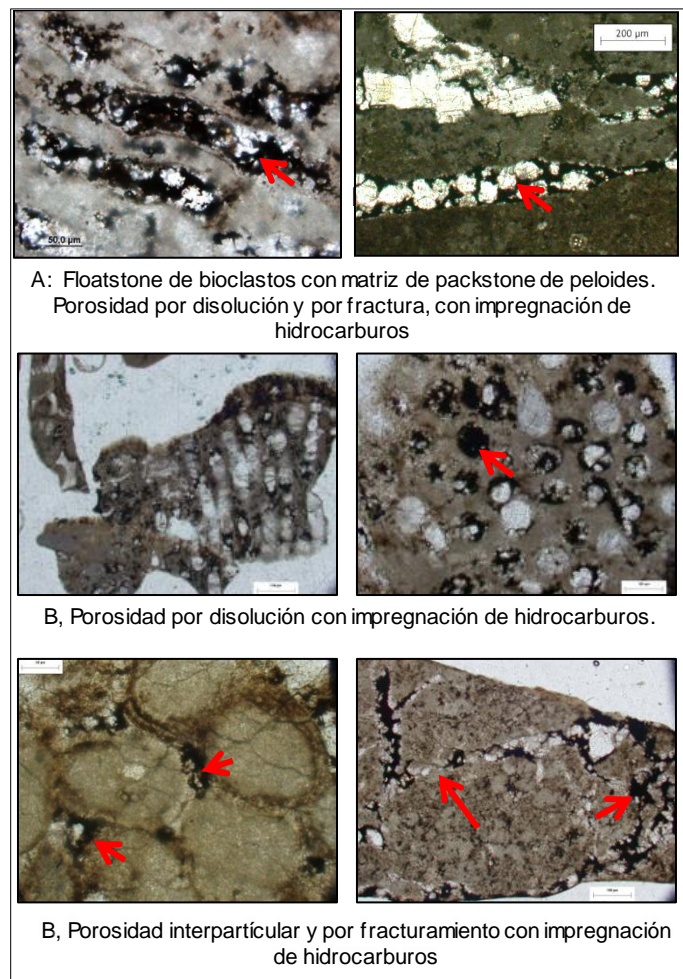 200 µm
50.0 µm
A: Floatstone de bioclastos con matriz de packstone de peloides.
Porosidad por disolución y por fractura, con impregnación de
hidrocarburos
B, Porosidad por disolución con impregnación de hidrocarburos.
B, Porosidad interpartícular y por fracturamiento con impregnación
de hidrocarburos